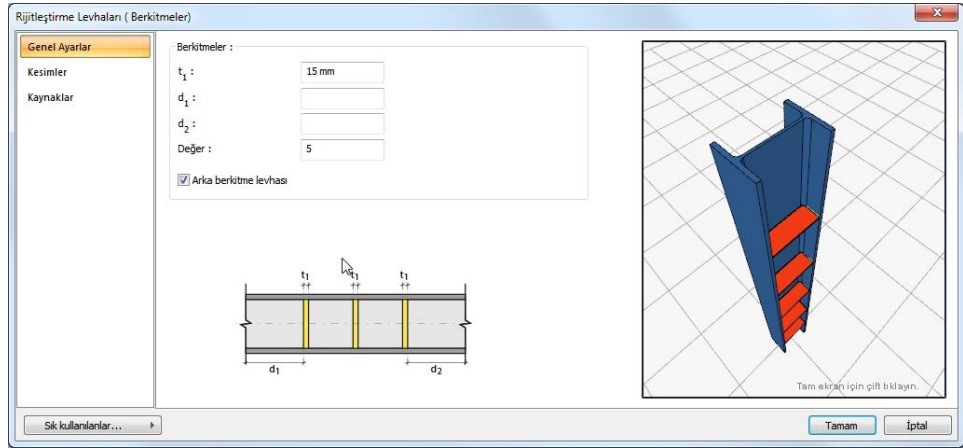 Rijitleştirme Levhaları ( Berkitmeler)
Genel Ayarlar
Kesimler
Kaynaklar
Berkitmeler :
t1 :
15 mm
d1 :
d2 :
Değer :
5
Arka berkitme levhası
t1
t1
t1
d1
d2
Tam ekran için çift tıklayın.
Sık kullanılanlar...
Tamam
İptal